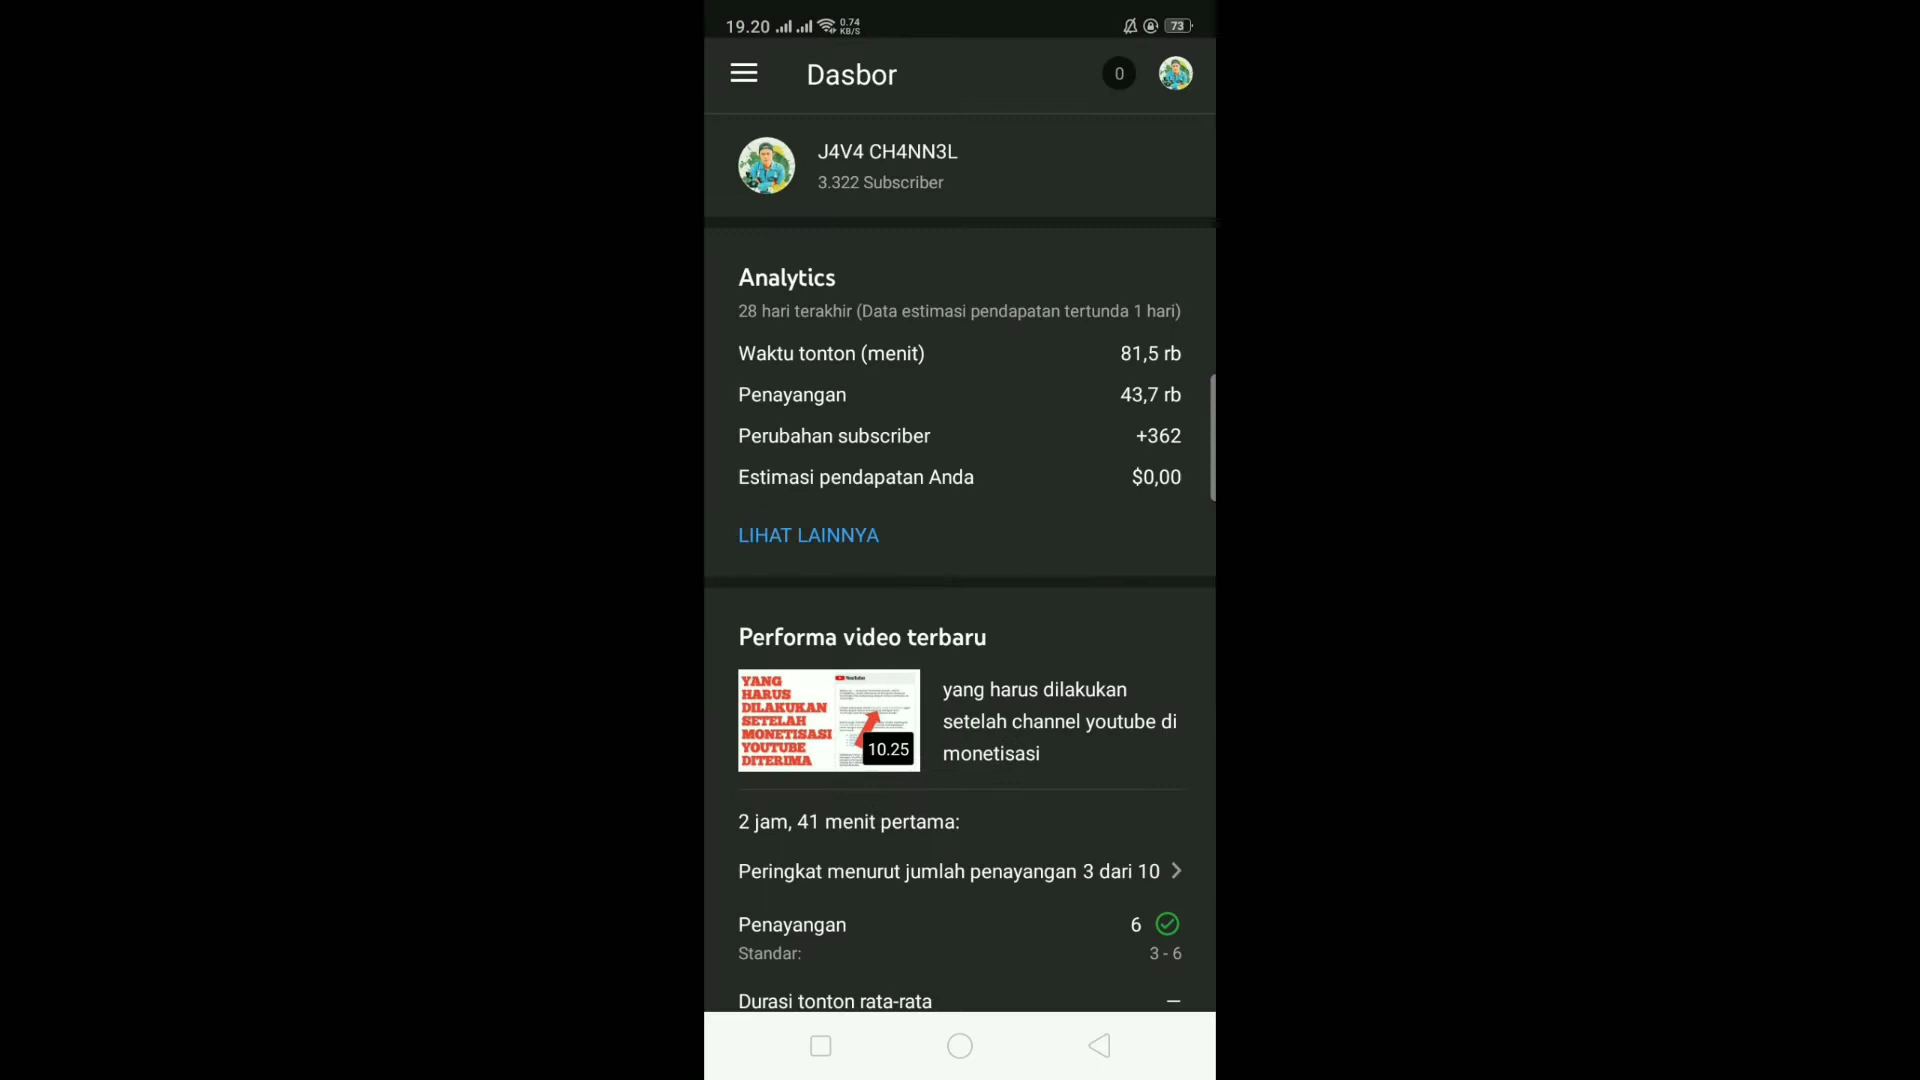 19.20 0.74 KB/S 73
Dasbor 0
J4V4 CH4NN3L
3.322 Subscriber
Analytics
28 hari terakhir (Data estimasi pendapatan tertunda 1 hari)
Waktu tonton (menit) 81,5 rb
Penayangan 43,7 rb
Perubahan subscriber +362
Estimasi pendapatan Anda $0,00
LIHAT LAINNYA
Performa video terbaru
YANG
HARUS
DILAKUKAN
SETELAH
MONETISASI
YOUTUBE
DITERIMA
YouTube
10.25
yang harus dilakukan
setelah channel youtube di
monetisasi
2 jam, 41 menit pertama:
Peringkat menurut jumlah penayangan 3 dari 10
Penayangan 6
Standar: 3 - 6
Durasi tonton rata-rata —